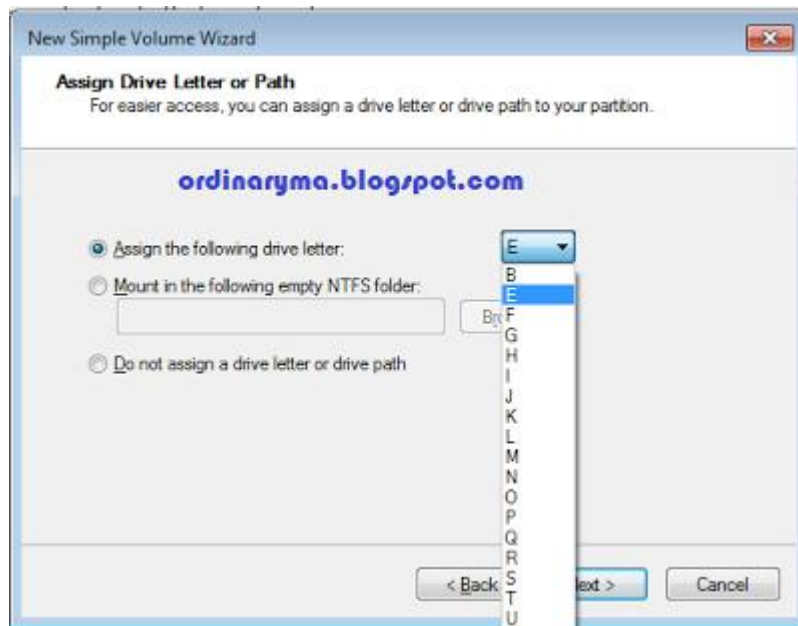 New Simple Volume Wizard
Assign Drive Letter or Path
For easier access, you can assign a drive letter or drive path to your partition.
ordinaryma.blogspot.com
Assign the following drive letter: E
B
Mount in the following empty NTFS folder:
E
F
G
H
Do not assign a drive letter or drive path
I
J
K
L
M
N
O
P
Q
R
< Back S Cancel
T
U